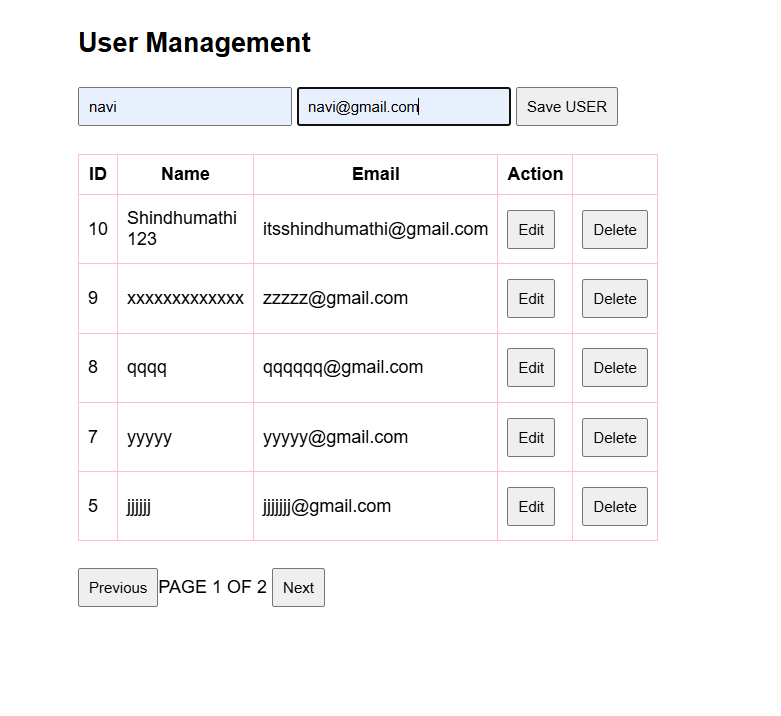 User Management
navi navi@gmail.com Save USER
ID Name Email Action
10 Shindhumathi 123 itsshindhumathi@gmail.com Edit Delete
9 xxxxxxxxxxxxx zzzzz@gmail.com Edit Delete
8 qqqq qqqqqq@gmail.com Edit Delete
7 yyyyy yyyyy@gmail.com Edit Delete
5 jjjjjj jjjjjjj@gmail.com Edit Delete
Previous PAGE 1 OF 2 Next